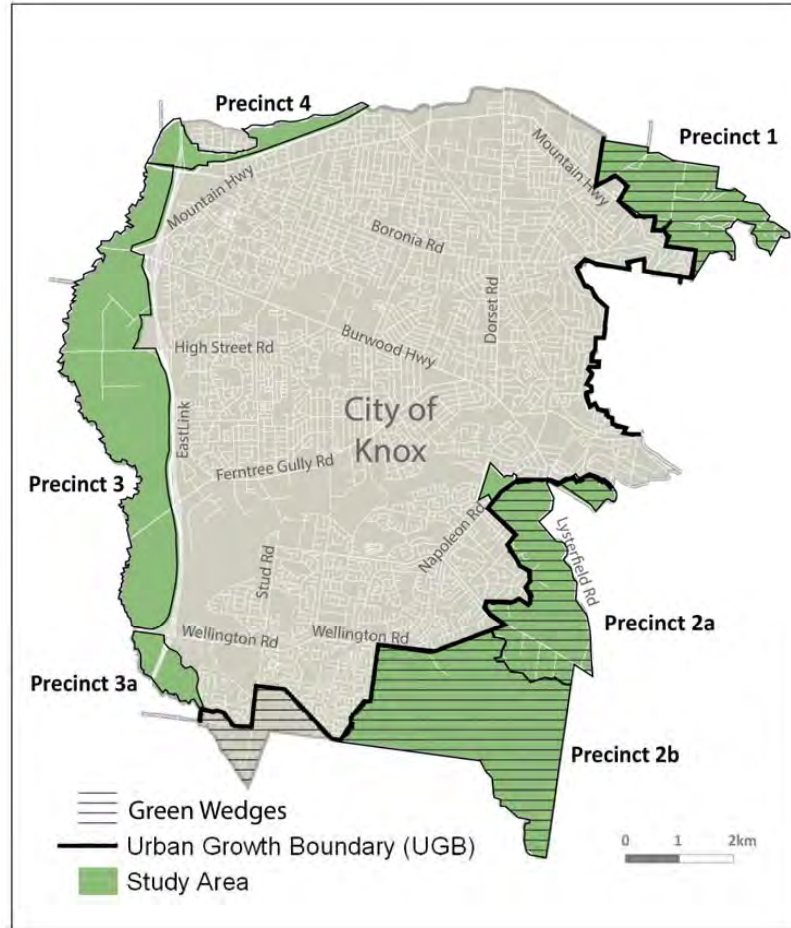 Precinct 4
Precinct 1
Mountain Hwy
Mountain Hwy
Boronia Rd
Dorset Rd
Burwood Hwy
High Street Rd
City of
Knox
EastLink
Ferntree Gully Rd
Precinct 3
Napoleon Rd
Lysterfield Rd
Stud Rd
Precinct 2a
Wellington Rd
Wellington Rd
Precinct 3a
Precinct 2b
Green Wedges
Urban Growth Boundary (UGB)
Study Area
0 1 2km